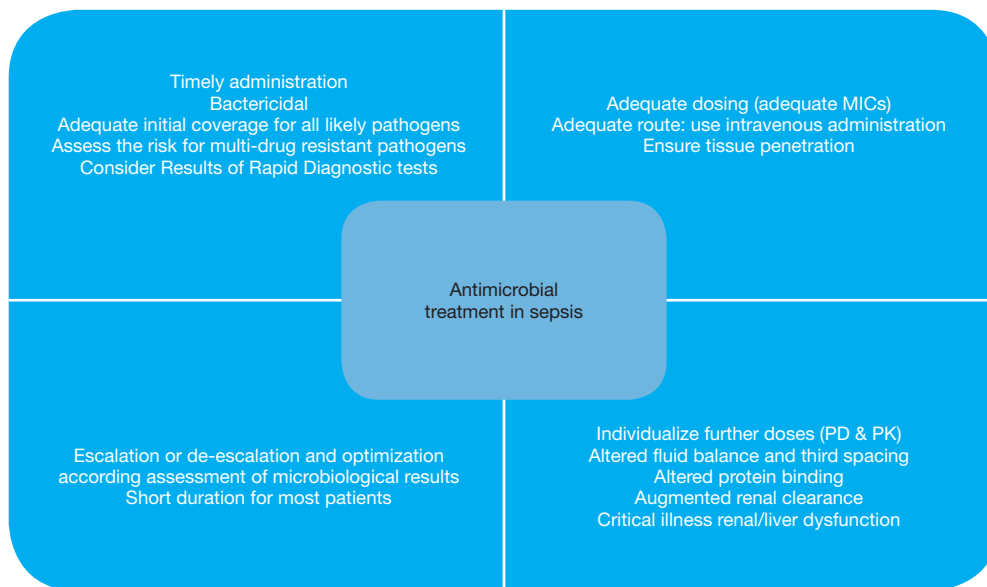 Timely administration
Bactericidal
Adequate initial coverage for all likely pathogens
Assess the risk for multi-drug resistant pathogens
Consider Results of Rapid Diagnostic tests
Adequate dosing (adequate MICs)
Adequate route: use intravenous administration
Ensure tissue penetration
Antimicrobial
treatment in sepsis
Escalation or de-escalation and optimization
according assessment of microbiological results
Short duration for most patients
Individualize further doses (PD & PK)
Altered fluid balance and third spacing
Altered protein binding
Augmented renal clearance
Critical illness renal/liver dysfunction